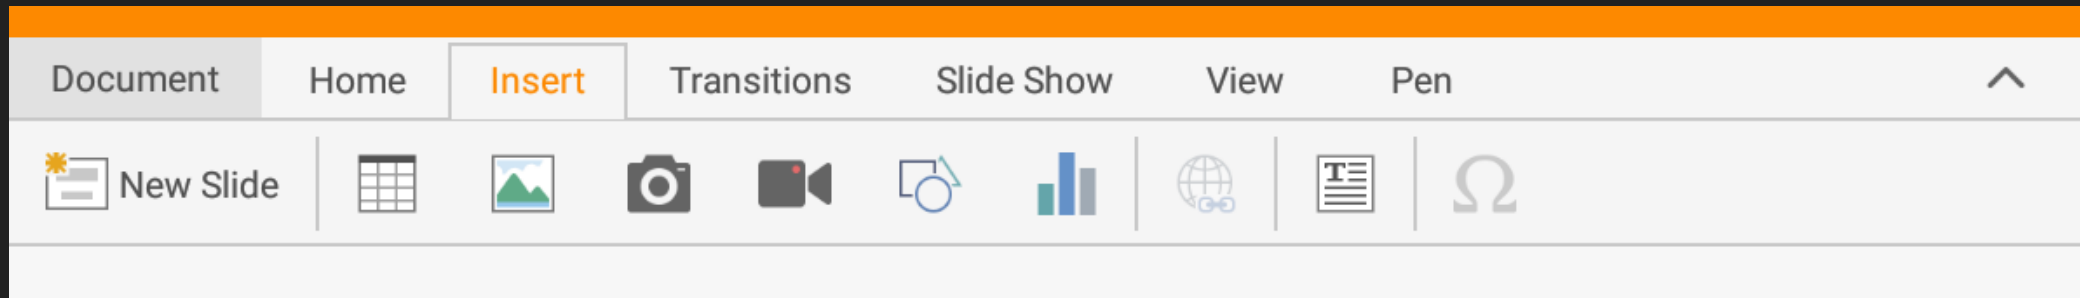 Document Home Insert Transitions Slide Show View Pen
New Slide T Ω